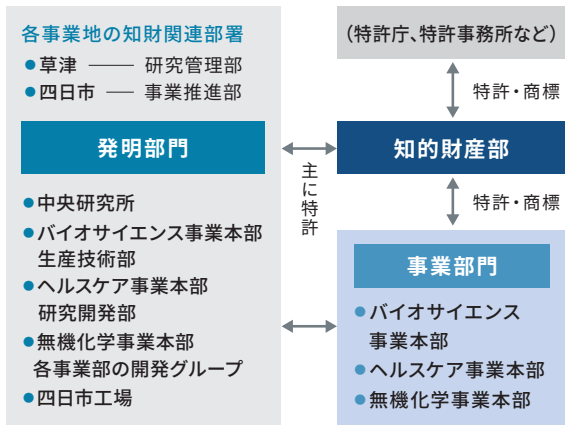 各事業地の知財関連部署
●草津 ―― 研究管理部
●四日市 ― 事業推進部
発明部門
●中央研究所
●バイオサイエンス事業本部
生産技術部
●ヘルスケア事業本部
研究開発部
●無機化学事業本部
各事業部の開発グループ
●四日市工場
主に特許
（特許庁、特許事務所など）
特許・商標
知的財産部
特許・商標
事業部門
●バイオサイエンス
事業本部
●ヘルスケア事業本部
●無機化学事業本部